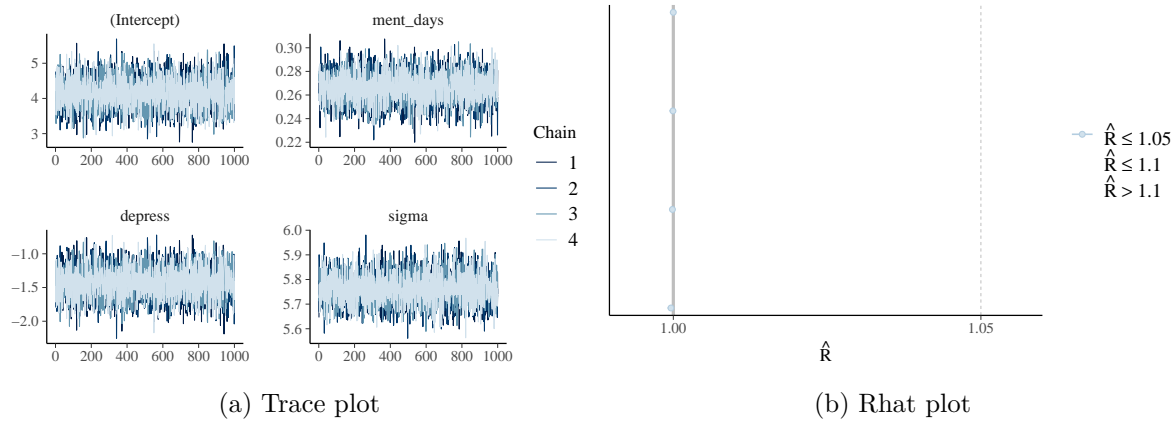 (Intercept)
ment_days
5
4
3
0 200 400 600 800 1000
0.30
0.28
0.26
0.24
0.22
0 200 400 600 800 1000
depress
sigma
−1.0
−1.5
−2.0
0 200 400 600 800 1000
6.0
5.9
5.8
5.7
5.6
0 200 400 600 800 1000
Chain
1
2
3
4
(a) Trace plot
1.00 1.05
R̂
R̂ ≤ 1.05
R̂ ≤ 1.1
R̂ > 1.1
(b) Rhat plot